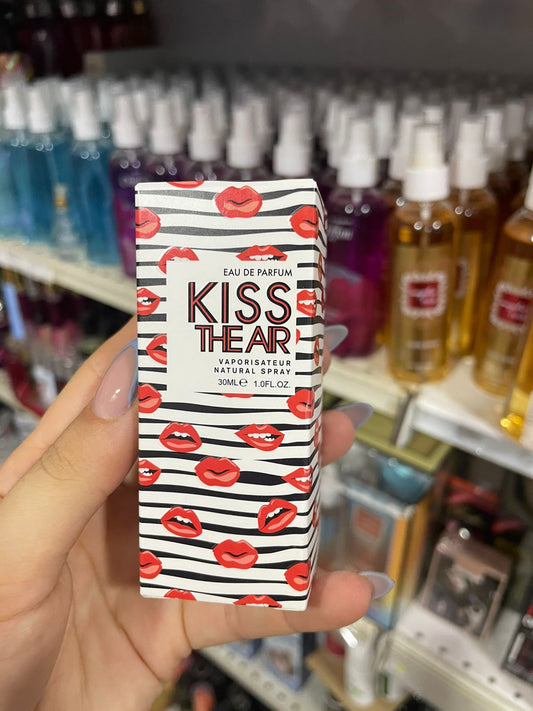 EAU DE PARFUM
KISS
THE AIR
VAPORISATEUR
NATURAL SPRAY
30ML℮ 1.0FL.OZ.